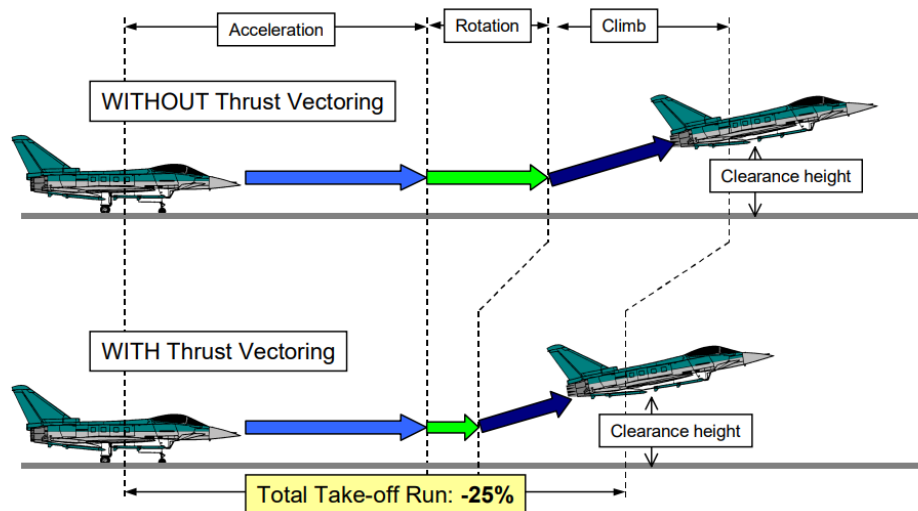 Acceleration
Rotation
Climb
WITHOUT Thrust Vectoring
Clearance height
WITH Thrust Vectoring
Clearance height
Total Take-off Run: -25%